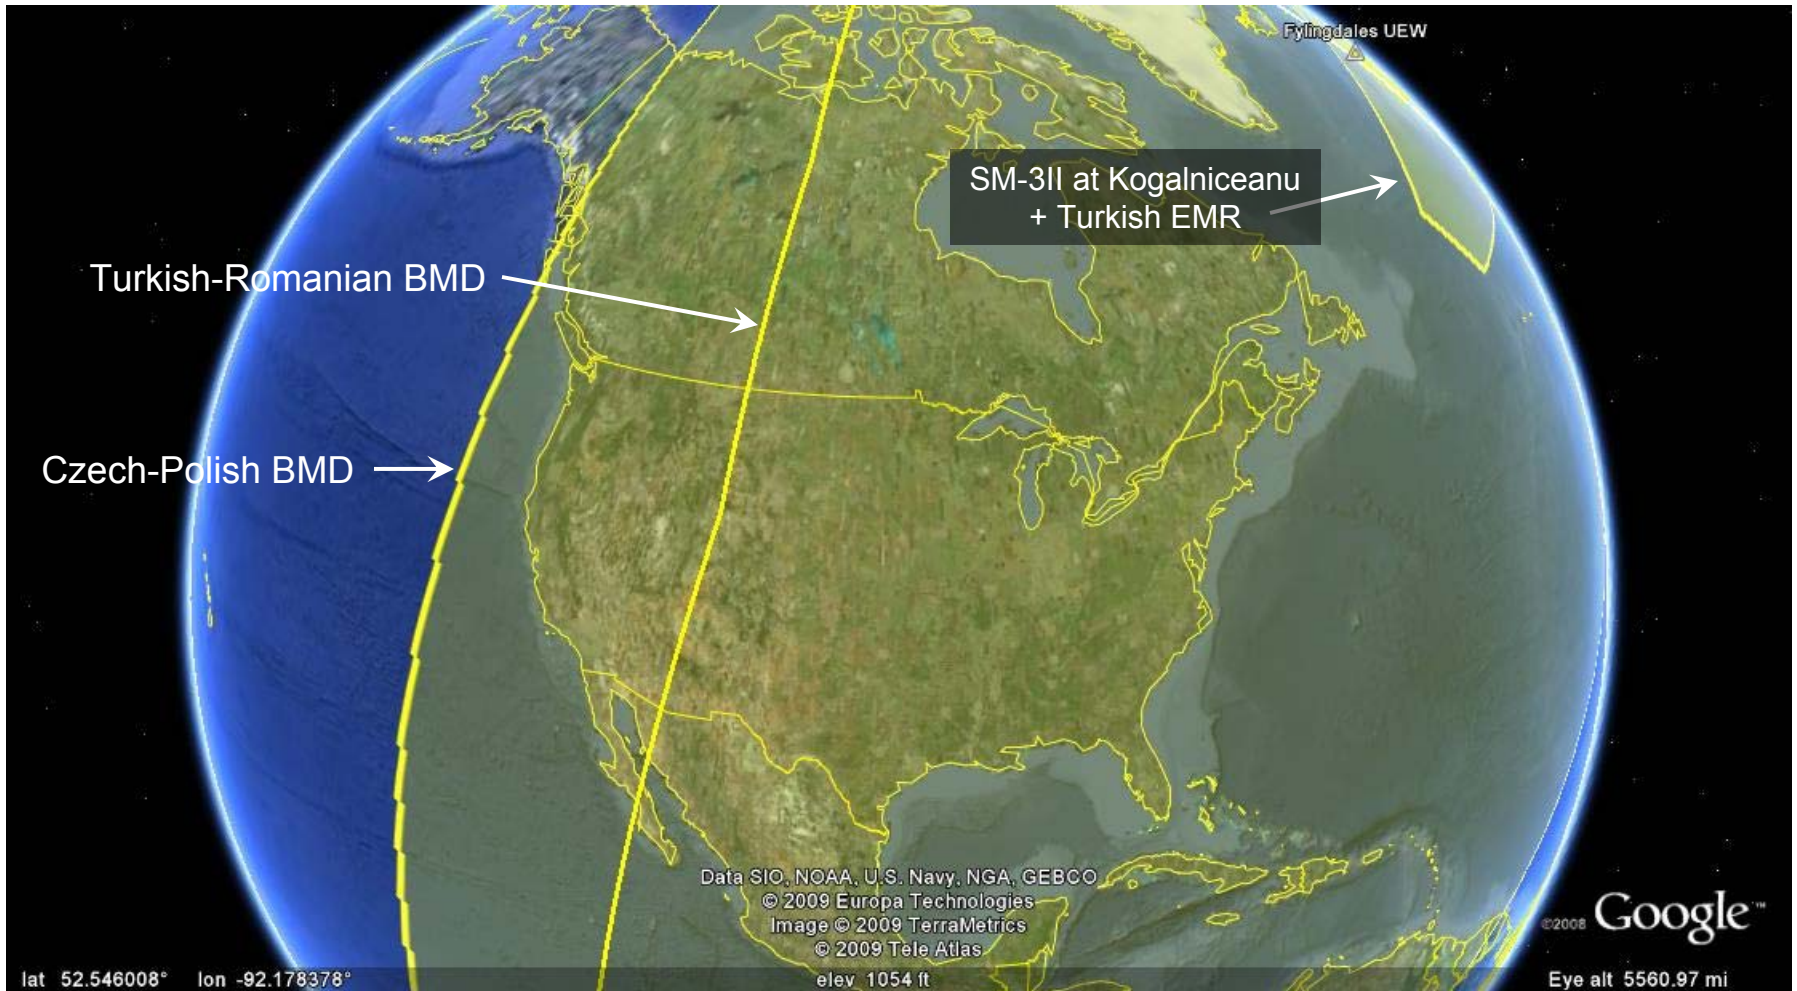 Fylingdales UEW
SM-3II at Kogalniceanu
+ Turkish EMR
Turkish-Romanian BMD
Czech-Polish BMD
Data SIO, NOAA, U.S. Navy, NGA, GEBCO
© 2009 Europa Technologies
Image © 2009 TerraMetrics
© 2009 Tele Atlas
©2008 Google™
lat 52.546008° lon -92.178378° elev 1054 ft Eye alt 5560.97 mi